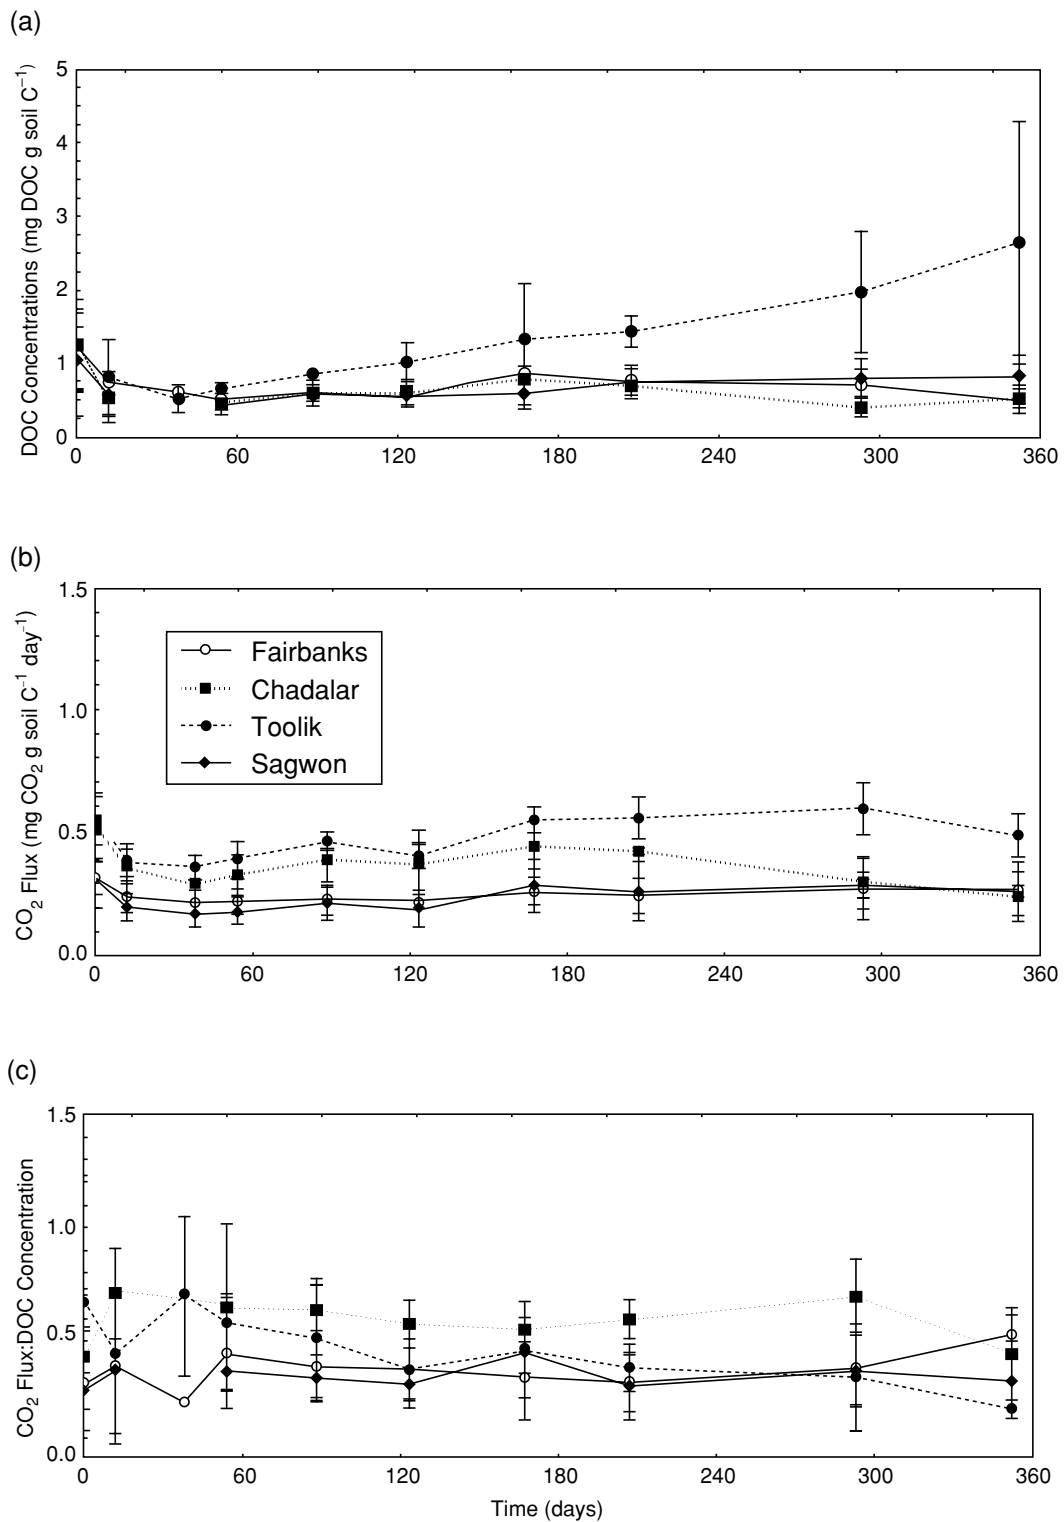 (a)
DOC Concentrations (mg DOC g soil C⁻¹)
5
4
3
2
1
0
0 60 120 180 240 300 360
(b)
CO₂ Flux (mg CO₂ g soil C⁻¹ day⁻¹)
1.5
1.0
0.5
0.0
Fairbanks
Chadalar
Toolik
Sagwon
0 60 120 180 240 300 360
(c)
CO₂ Flux:DOC Concentration
1.5
1.0
0.5
0.0
0 60 120 180 240 300 360
Time (days)